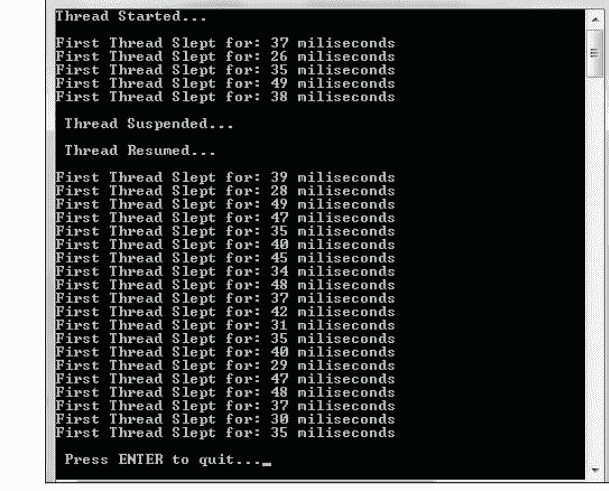 Thread Started...
First Thread Slept for: 37 miliseconds
First Thread Slept for: 26 miliseconds
First Thread Slept for: 35 miliseconds
First Thread Slept for: 49 miliseconds
First Thread Slept for: 38 miliseconds
Thread Suspended...
Thread Resumed...
First Thread Slept for: 39 miliseconds
First Thread Slept for: 28 miliseconds
First Thread Slept for: 49 miliseconds
First Thread Slept for: 47 miliseconds
First Thread Slept for: 35 miliseconds
First Thread Slept for: 40 miliseconds
First Thread Slept for: 45 miliseconds
First Thread Slept for: 34 miliseconds
First Thread Slept for: 48 miliseconds
First Thread Slept for: 37 miliseconds
First Thread Slept for: 42 miliseconds
First Thread Slept for: 31 miliseconds
First Thread Slept for: 35 miliseconds
First Thread Slept for: 40 miliseconds
First Thread Slept for: 29 miliseconds
First Thread Slept for: 47 miliseconds
First Thread Slept for: 48 miliseconds
First Thread Slept for: 37 miliseconds
First Thread Slept for: 30 miliseconds
First Thread Slept for: 35 miliseconds
Press ENTER to quit..._